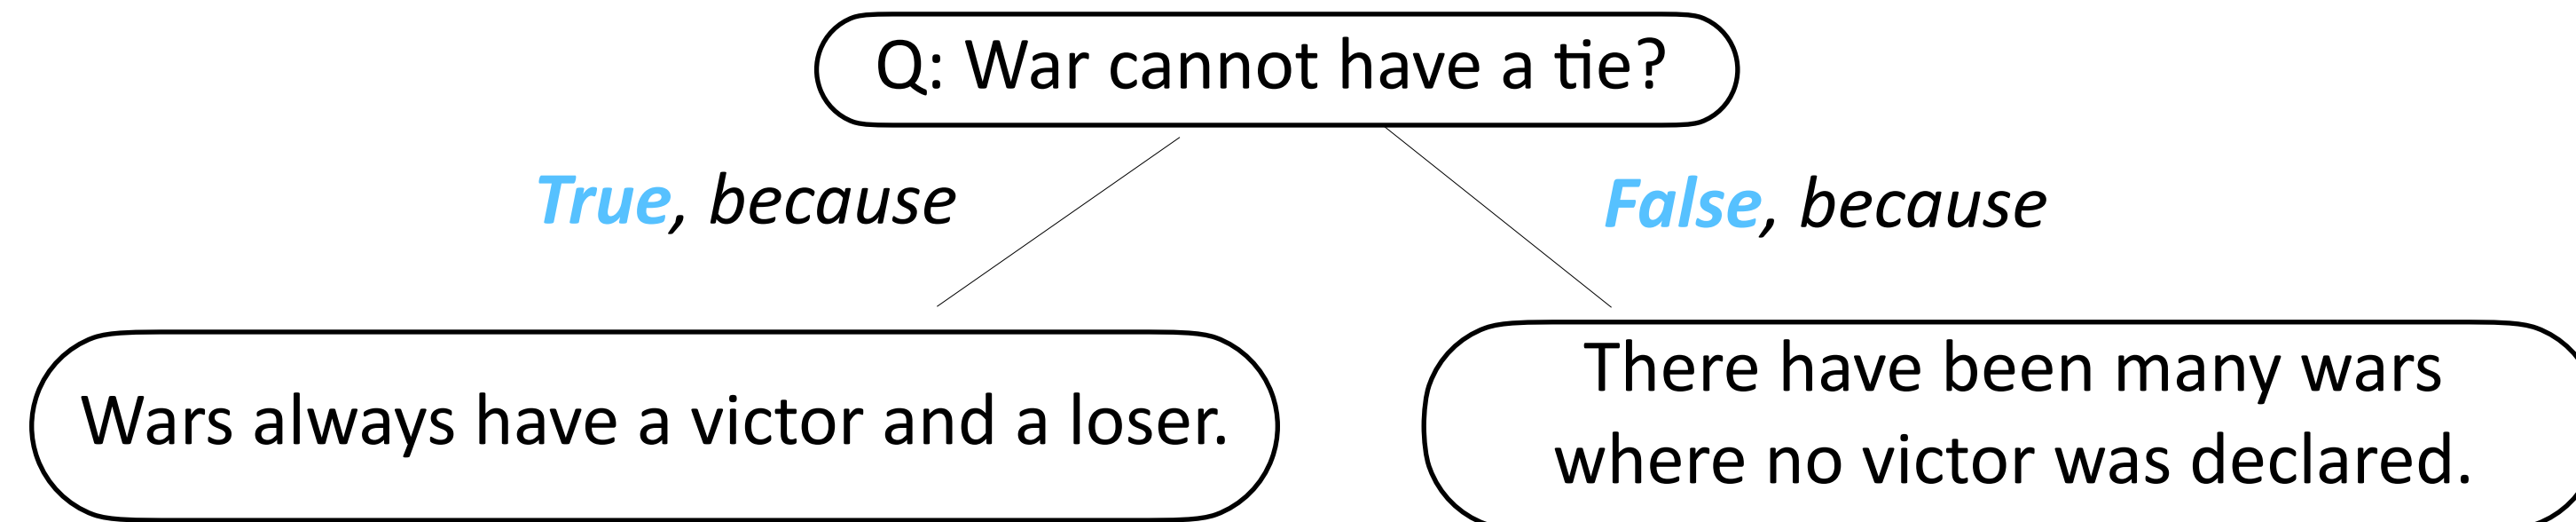 Q: War cannot have a tie?
True, because
False, because
Wars always have a victor and a loser.
There have been many wars
where no victor was declared.